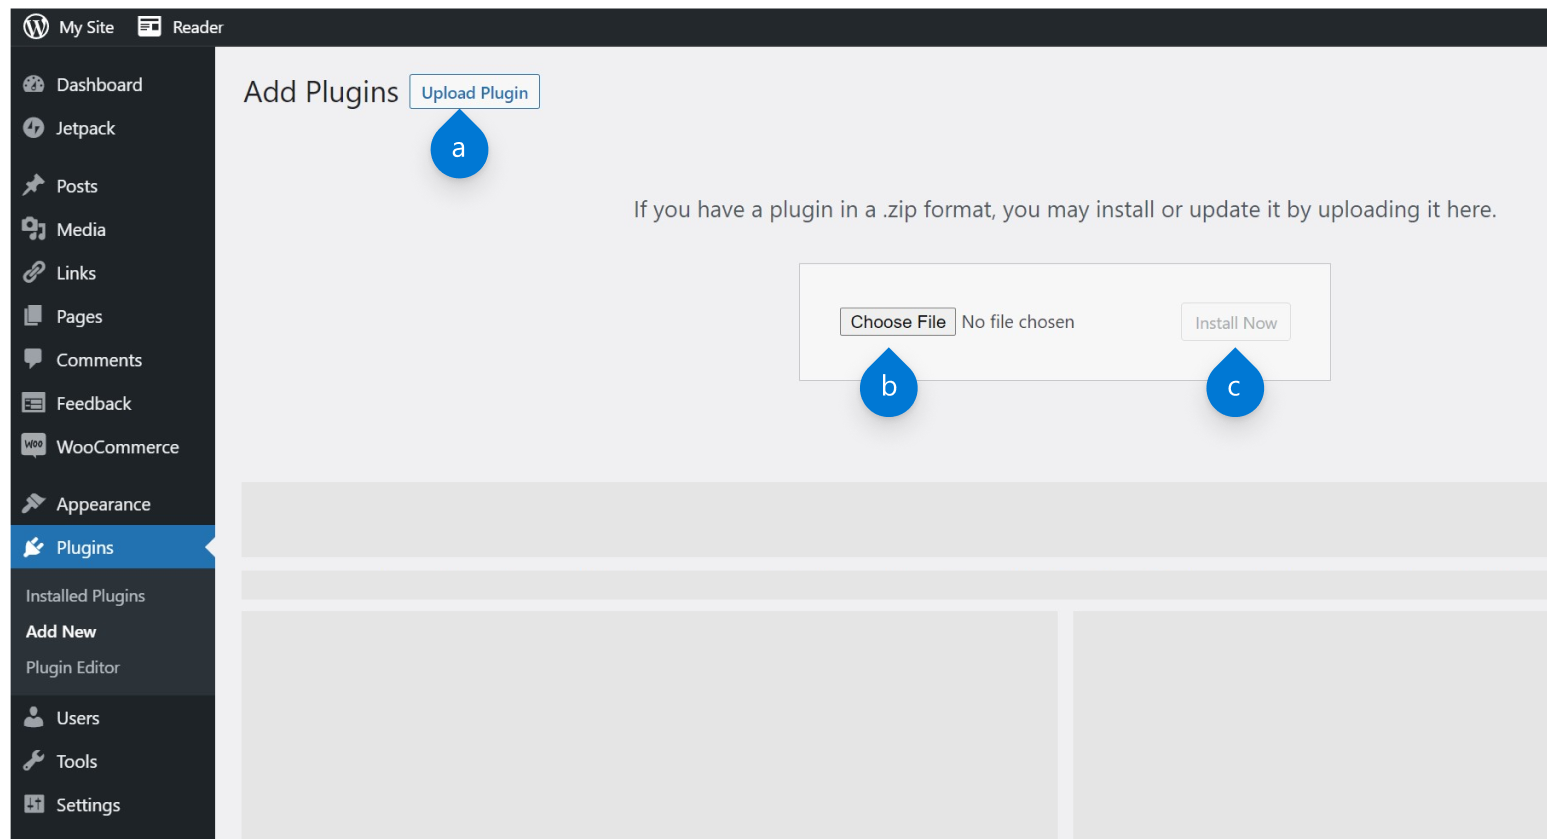 My Site Reader
Dashboard
Jetpack
Posts
Media
Links
Pages
Comments
Feedback
Woo WooCommerce
Appearance
Plugins
Installed Plugins
Add New
Plugin Editor
Users
Tools
Settings
Add Plugins Upload Plugin
a
If you have a plugin in a .zip format, you may install or update it by uploading it here.
Choose File No file chosen Install Now
b c